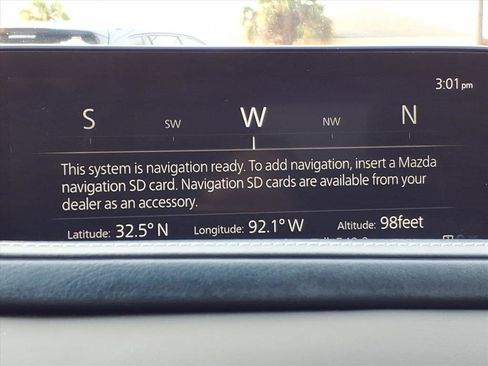 3:01 pm
S SW W NW N
This system is navigation ready. To add navigation, insert a Mazda
navigation SD card. Navigation SD cards are available from your
dealer as an accessory.
Latitude: 32.5° N Longitude: 92.1° W Altitude: 98feet